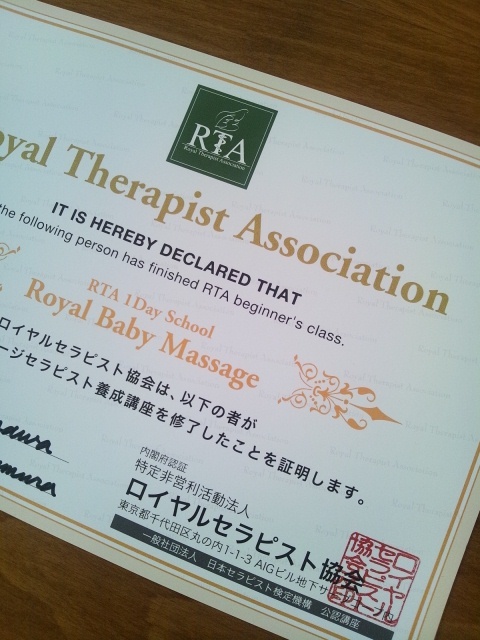 RTA
Royal Therapist Association
oyal Therapist Association
IT IS HEREBY DECLARED THAT
the following person has finished RTA beginner's class.
RTA 1Day School
Royal Baby Massage
ロイヤルセラピスト協会は、以下の者が
ージセラピスト養成講座を修了したことを証明します。
内閣府認証
特定非営利活動法人
ロイヤルセラピスト協会
東京都千代田区丸の内1-1-3 AIGビル地下
一般社団法人 日本セラピスト検定機構 公認講座